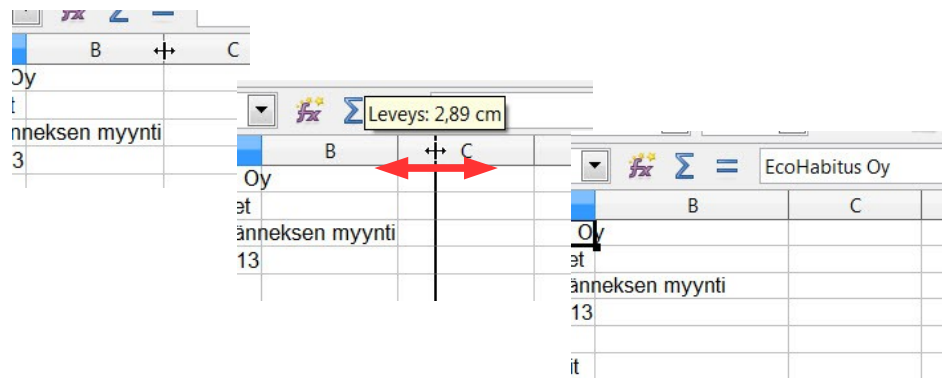 B C
Oy
t
nneksen myynti
3
Leveys: 2,89 cm
B C
Oy
et
änneksen myynti
13
EcoHabitus Oy
B C
Oy
et
änneksen myynti
13
it